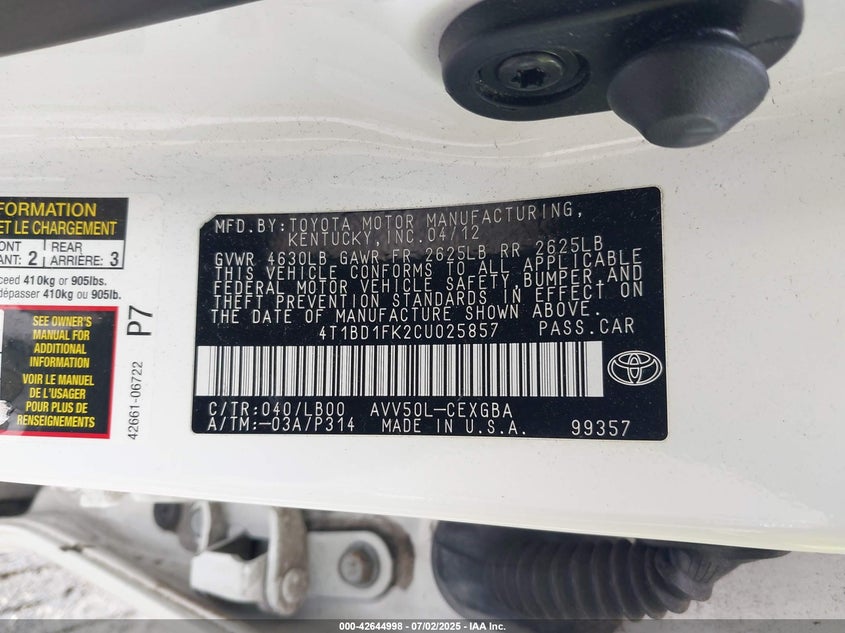 FORMATION
ET LE CHARGEMENT
REAR
2 ARRIÈRE: 3
ceed 410kg or 905lbs.
dépasser 410kg ou 905lb.
SEE OWNER'S
MANUAL FOR
ADDITIONAL
INFORMATION
VOIR LE MANUEL
DE L'USAGER
POUR PLUS DE
RENSEIGNEMENTS
P7
42661-06722
MFD.BY:TOYOTA MOTOR MANUFACTURING,
KENTUCKY,INC.04/12
GVWR 4630LB GAWR FR 2625LB RR 2625LB
THIS VEHICLE CONFORMS TO ALL APPLICABLE
FEDERAL MOTOR VEHICLE SAFETY,BUMPER,AND
THEFT PREVENTION STANDARDS IN EFFECT ON
THE DATE OF MANUFACTURE SHOWN ABOVE.
4T1BD1FK2CU025857 PASS.CAR
C/TR:040/LB00 AVV50L-CEXGBA
A/TM:-03A/P314 MADE IN U.S.A. 99357
000-42644998 - 07/02/2025 - IAA Inc.